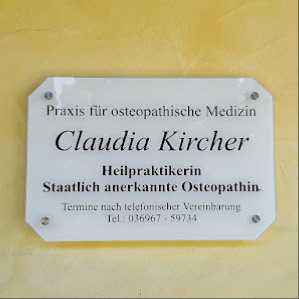 Praxis für osteopathische Medizin
Claudia Kircher
Heilpraktikerin
Staatlich anerkannte Osteopathin
Termine nach telefonischer Vereinbarung
Tel.: 036967 - 59734